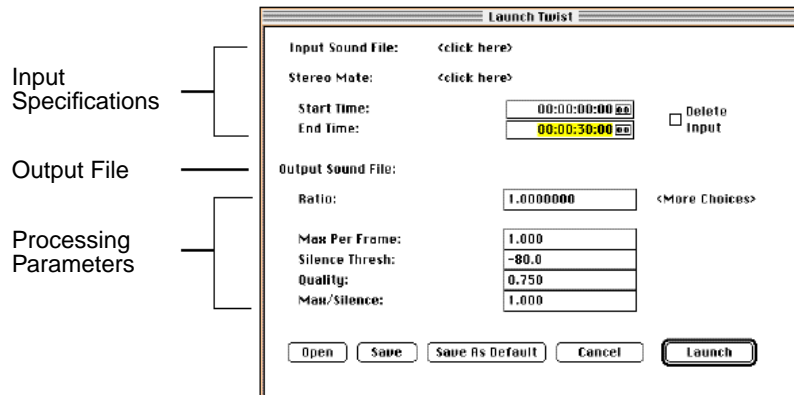 Launch Twist
Input Sound File: <click here>
Stereo Mate: <click here>
Input
Specifications
Start Time: 00:00:00:00
End Time: 00:00:30:00
Delete
Input
Output File
Output Sound File:
Ratio: 1.0000000 <More Choices>
Processing
Parameters
Max Per Frame: 1.000
Silence Thresh: -80.0
Quality: 0.750
Max/Silence: 1.000
Open Save Save As Default Cancel Launch